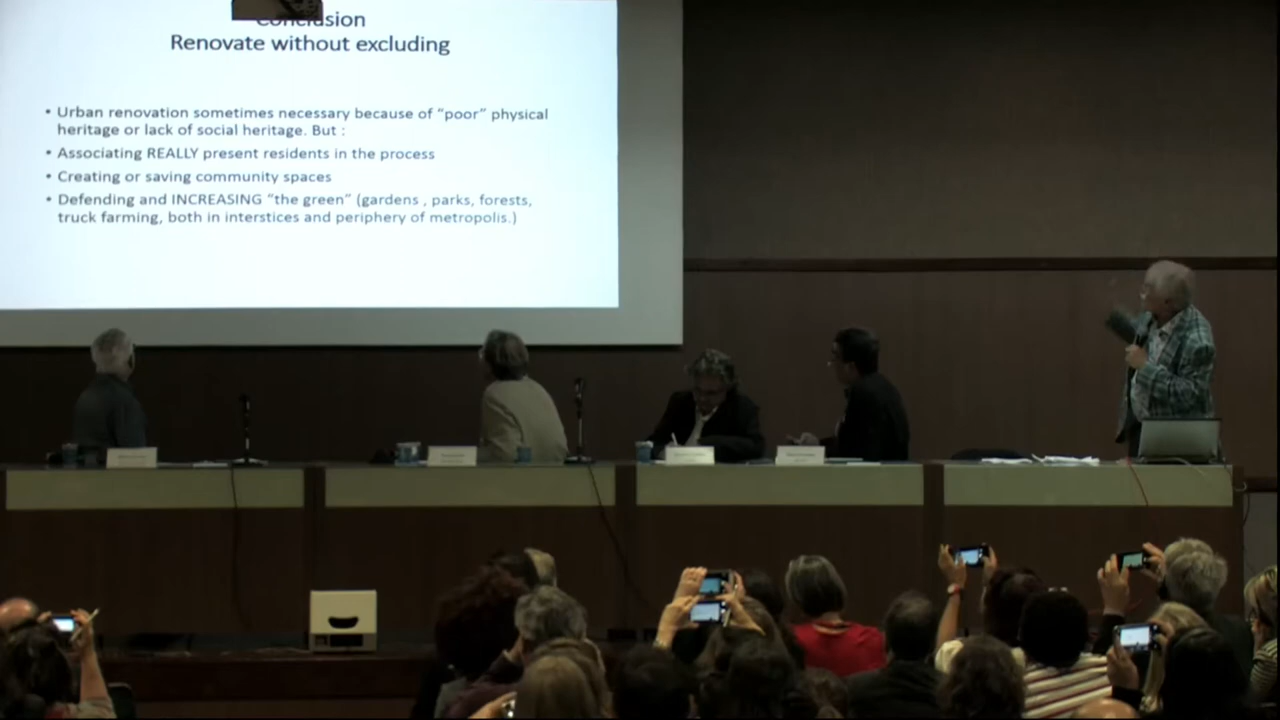 Conclusion
Renovate without excluding
• Urban renovation sometimes necessary because of “poor” physical
heritage or lack of social heritage. But :
• Associating REALLY present residents in the process
• Creating or saving community spaces
• Defending and INCREASING “the green” (gardens , parks, forests,
truck farming, both in interstices and periphery of metropolis.)